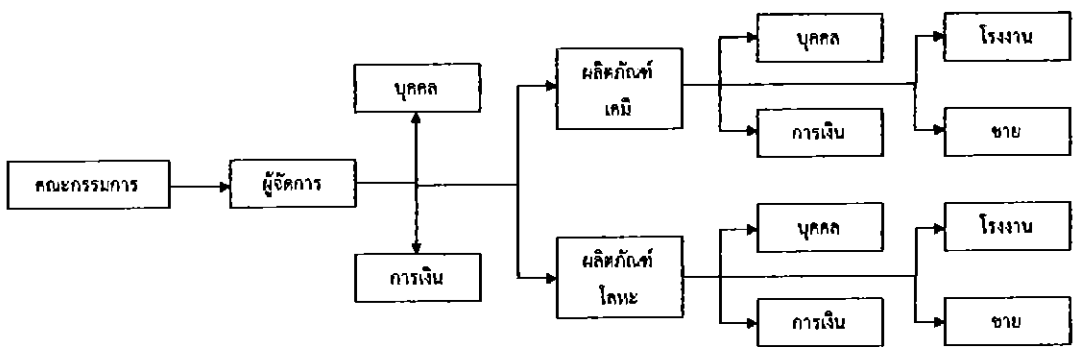 คณะกรรมการ
ผู้จัดการ
บุคคล
การเงิน
ผลิตภัณฑ์
เคมี
บุคคล
การเงิน
โรงงาน
ขาย
ผลิตภัณฑ์
โลหะ
บุคคล
การเงิน
โรงงาน
ขาย